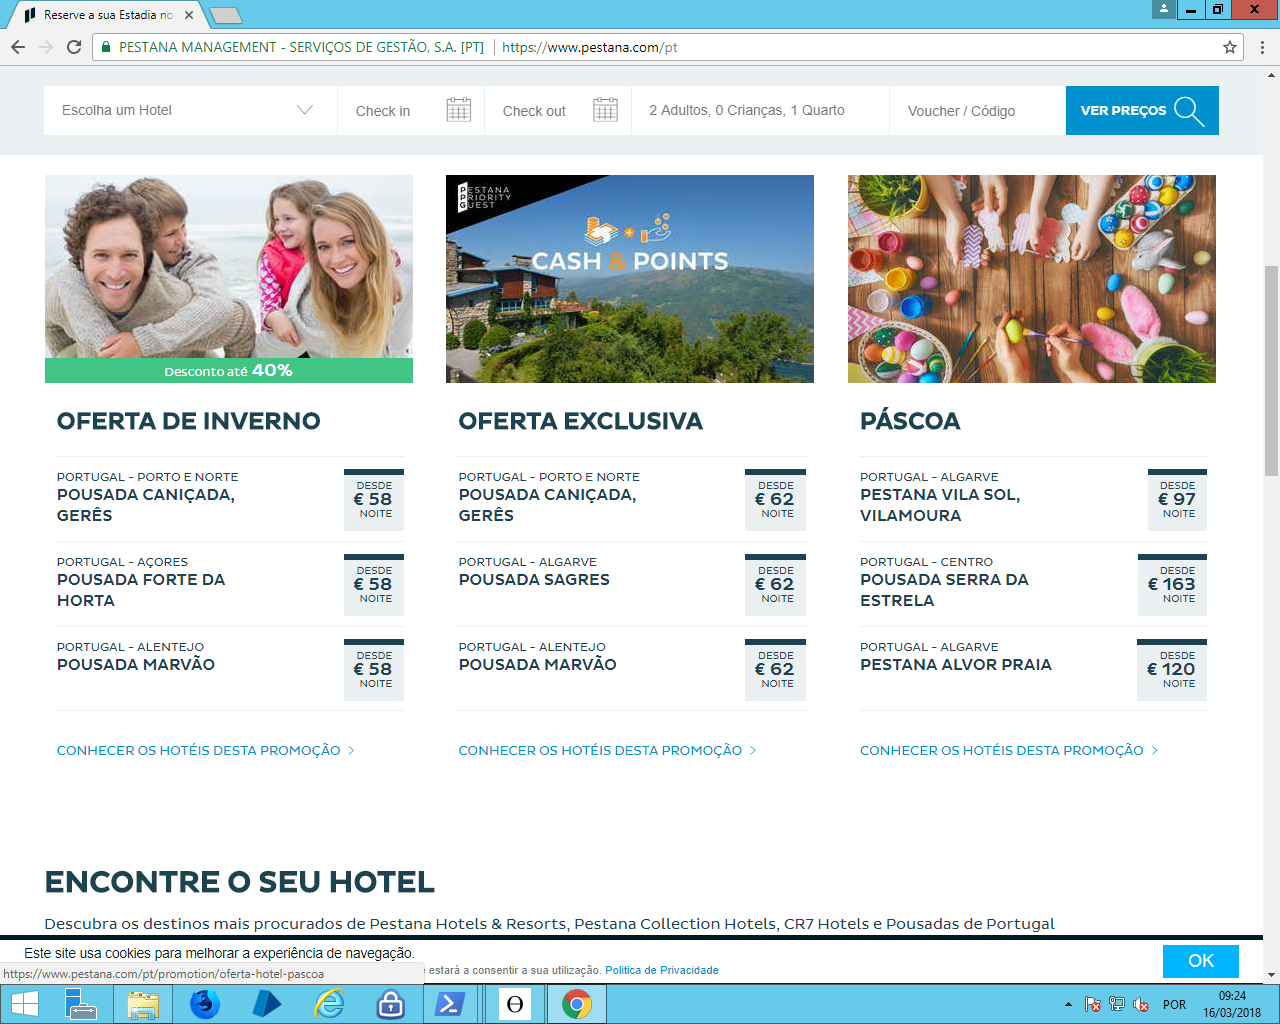 Reserve a sua Estadia no
PESTANA MANAGEMENT - SERVIÇOS DE GESTÃO, S.A. [PT]
https://www.pestana.com/pt
Escolha um Hotel
Check in
Check out
2 Adultos, 0 Crianças, 1 Quarto
Voucher / Código
VER PREÇOS
Desconto até 40%
OFERTA DE INVERNO
PORTUGAL - PORTO E NORTE
POUSADA CANIÇADA,
GERÊS
DESDE
€ 58
NOITE
PORTUGAL - AÇORES
POUSADA FORTE DA
HORTA
DESDE
€ 58
NOITE
PORTUGAL - ALENTEJO
POUSADA MARVÃO
DESDE
€ 58
NOITE
CONHECER OS HOTÉIS DESTA PROMOÇÃO >
PESTANA
PRIORITY
GUEST
CASH & POINTS
OFERTA EXCLUSIVA
PORTUGAL - PORTO E NORTE
POUSADA CANIÇADA,
GERÊS
DESDE
€ 62
NOITE
PORTUGAL - ALGARVE
POUSADA SAGRES
DESDE
€ 62
NOITE
PORTUGAL - ALENTEJO
POUSADA MARVÃO
DESDE
€ 62
NOITE
CONHECER OS HOTÉIS DESTA PROMOÇÃO >
PÁSCOA
PORTUGAL - ALGARVE
PESTANA VILA SOL,
VILAMOURA
DESDE
€ 97
NOITE
PORTUGAL - CENTRO
POUSADA SERRA DA
ESTRELA
DESDE
€ 163
NOITE
PORTUGAL - ALGARVE
PESTANA ALVOR PRAIA
DESDE
€ 120
NOITE
CONHECER OS HOTÉIS DESTA PROMOÇÃO >
ENCONTRE O SEU HOTEL
Descubra os destinos mais procurados de Pestana Hotels & Resorts, Pestana Collection Hotels, CR7 Hotels e Pousadas de Portugal
Este site usa cookies para melhorar a experiência de navegação.
estará a consentir a sua utilização. Politica de Privacidade
OK
https://www.pestana.com/pt/promotion/oferta-hotel-pascoa
POR
09:24
16/03/2018